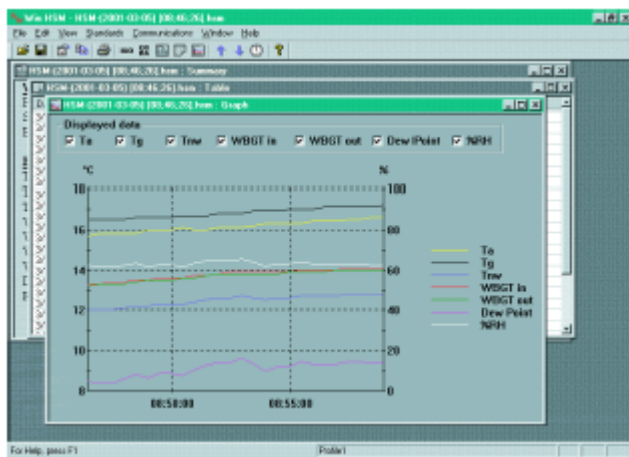 Win HSM - HSM-(2001-03-05) [08,46,26].hsm
File Edit View Standards Communications Window Help
HSM-(2001-03-05) [08,46,26].hsm : Summary
HSM-(2001-03-05) [08,46,26].hsm : Table
HSM-(2001-03-05) [08,46,26].hsm : Graph
Displayed data
Ta Tg Tnw WBGT in WBGT out Dew Point %RH
°C %
18 100
16 80
14 60
12 40
10 20
8 0
08:50:00 08:55:00
Ta
Tg
Tnw
WBGT in
WBGT out
Dew Point
%RH
For Help, press F1 Profile1